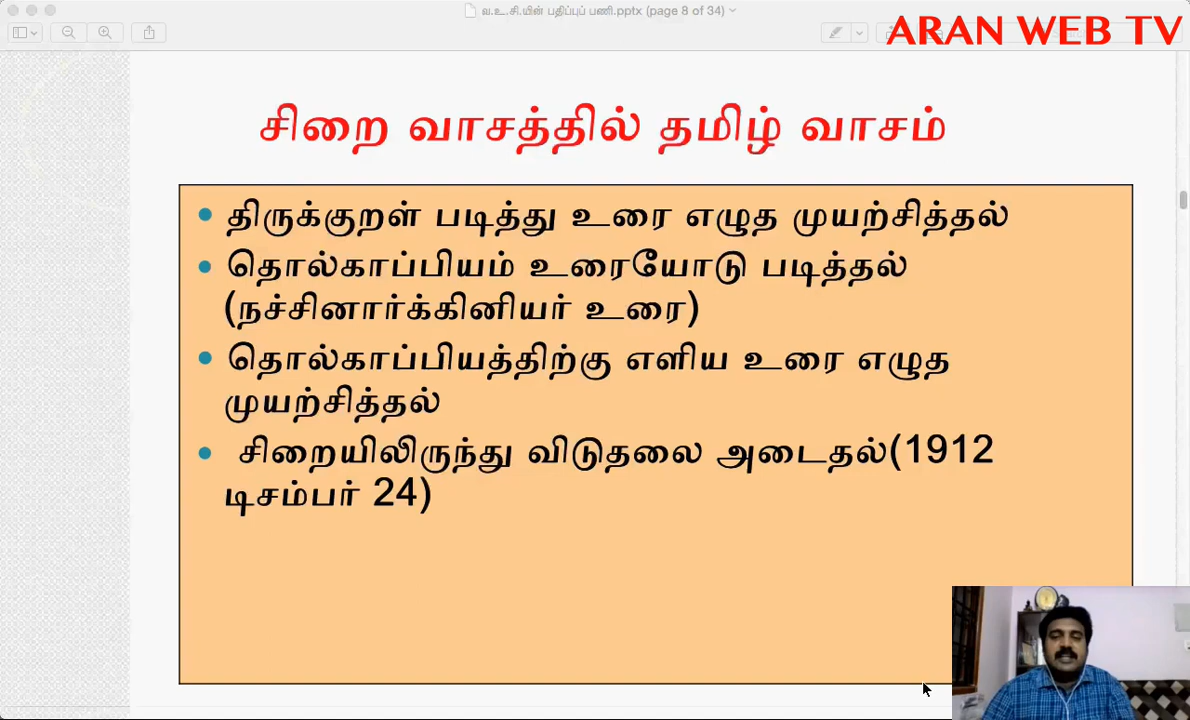 வ.உ.சி.யின் பதிப்புப் பணி.pptx (page 8 of 34)
ARAN WEB TV
சிறை வாசத்தில் தமிழ் வாசம்
• திருக்குறள் படித்து உரை எழுத முயற்சித்தல்
• தொல்காப்பியம் உரையோடு படித்தல்
(நச்சினார்க்கினியர் உரை)
• தொல்காப்பியத்திற்கு எளிய உரை எழுத
முயற்சித்தல்
• சிறையிலிருந்து விடுதலை அடைதல்(1912
டிசம்பர் 24)